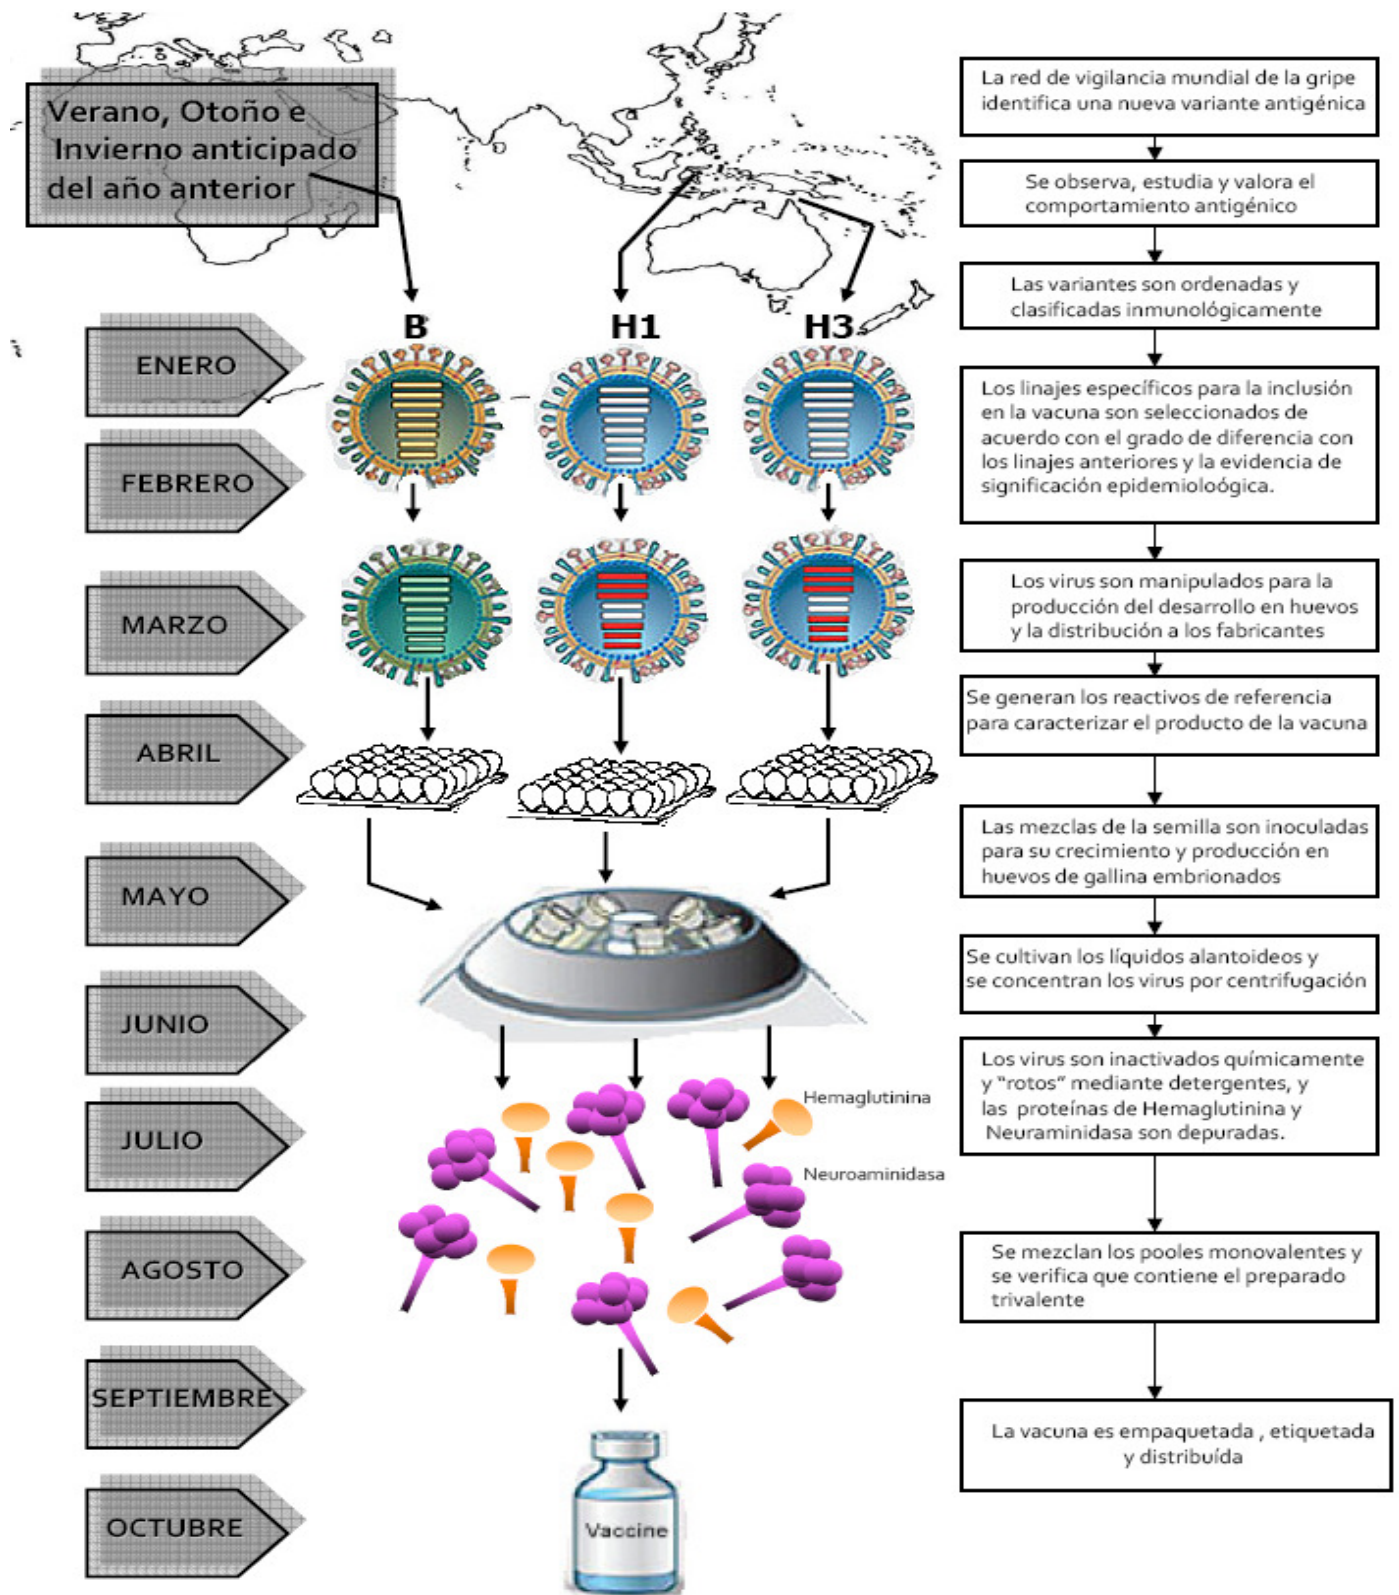 Verano, Otoño e
Invierno anticipado
del año anterior
B
H1
H3
ENERO
FEBRERO
MARZO
ABRIL
MAYO
JUNIO
JULIO
AGOSTO
SEPTIEMBRE
OCTUBRE
Hemaglutinina
Neuroaminidasa
Vaccine
La red de vigilancia mundial de la gripe
identifica una nueva variante antigénica
Se observa, estudia y valora el
comportamiento antigénico
Las variantes son ordenadas y
clasificadas inmunológicamente
Los linajes específicos para la inclusión
en la vacuna son seleccionados de
acuerdo con el grado de diferencia con
los linajes anteriores y la evidencia de
significación epidemiloógica.
Los virus son manipulados para la
producción del desarrollo en huevos
y la distribución a los fabricantes
Se generan los reactivos de referencia
para caracterizar el producto de la vacuna
Las mezclas de la semilla son inoculadas
para su crecimiento y producción en
huevos de gallina embrionados
Se cultivan los líquidos alantoideos y
se concentran los virus por centrifugación
Los virus son inactivados químicamente
y "rotos" mediante detergentes, y
las proteínas de Hemaglutinina y
Neuraminidasa son depuradas.
Se mezclan los pooles monovalentes y
se verifica que contiene el preparado
trivalente
La vacuna es empaquetada , etiquetada
y distribuída